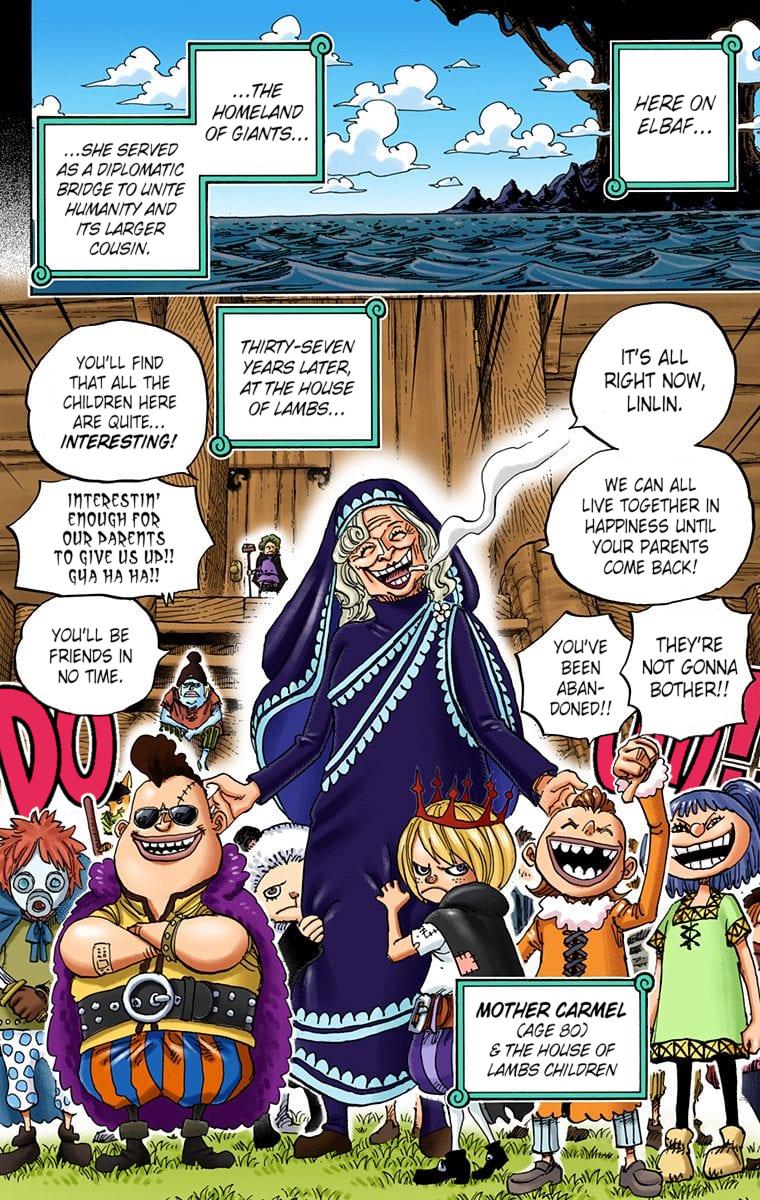 HERE ON
ELBAF...
...THE
HOMELAND
OF GIANTS...
...SHE SERVED
AS A DIPLOMATIC
BRIDGE TO UNITE
HUMANITY AND
ITS LARGER
COUSIN.
IT'S ALL
RIGHT NOW,
LINLIN.
WE CAN ALL
LIVE TOGETHER IN
HAPPINESS UNTIL
YOUR PARENTS
COME BACK!
THEY'RE
NOT GONNA
BOTHER!!
YOU'VE
BEEN
ABAN-
DONED!!
THIRTY-SEVEN
YEARS LATER,
AT THE HOUSE
OF LAMBS...
YOU'LL FIND
THAT ALL THE
CHILDREN HERE
ARE QUITE...
INTERESTING!
INTERESTIN'
ENOUGH FOR
OUR PARENTS
TO GIVE US UP!!
GYA HA HA!!
YOU'LL BE
FRIENDS IN
NO TIME.
MOTHER CARMEL
(AGE 80)
& THE HOUSE OF
LAMBS CHILDREN